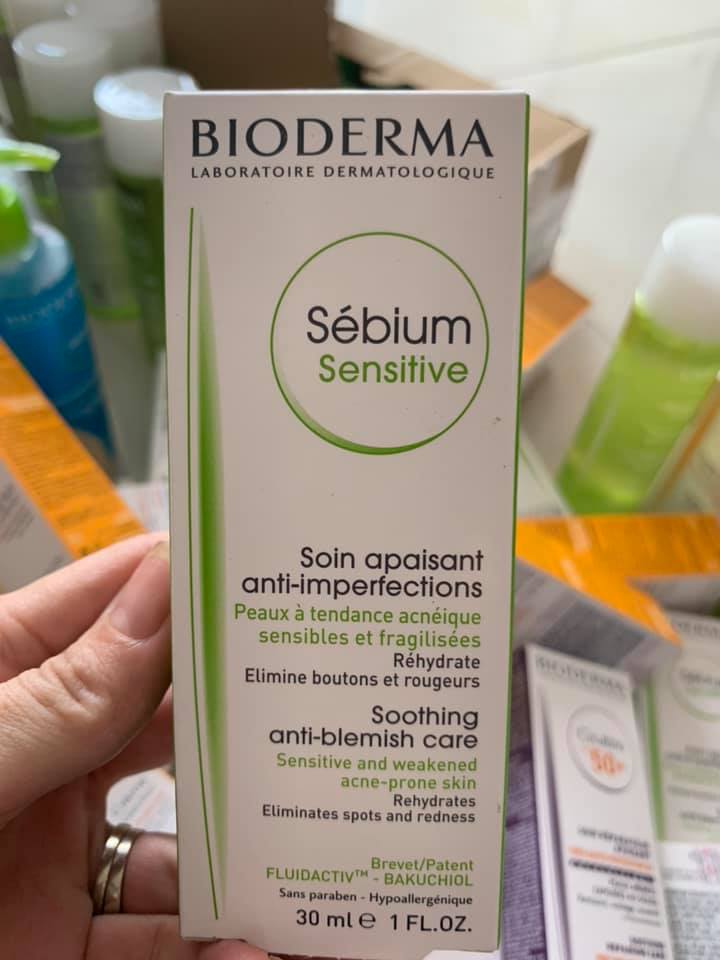 BIODERMA
LABORATOIRE DERMATOLOGIQUE
Sébium
Sensitive
Soin apaisant
anti-imperfections
Peaux à tendance acnéique
sensibles et fragilisées
Réhydrate
Elimine boutons et rougeurs
Soothing
anti-blemish care
Sensitive and weakened
acne-prone skin
Rehydrates
Eliminates spots and redness
Brevet/Patent
FLUIDACTIV™ - BAKUCHIOL
Sans paraben - Hypoallergénique
30 ml e 1 FL.OZ.
BIODERMA
50+